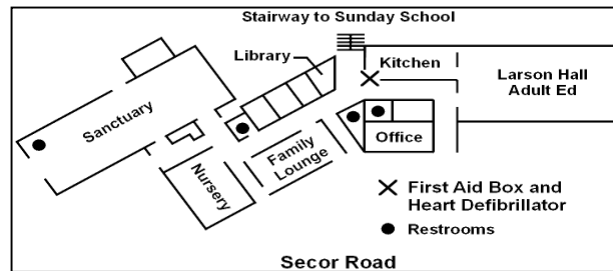 Stairway to Sunday School
Library
Kitchen
Larson Hall
Adult Ed
Sanctuary
Office
Family
Lounge
Nursery
First Aid Box and
Heart Defibrillator
Restrooms
Secor Road